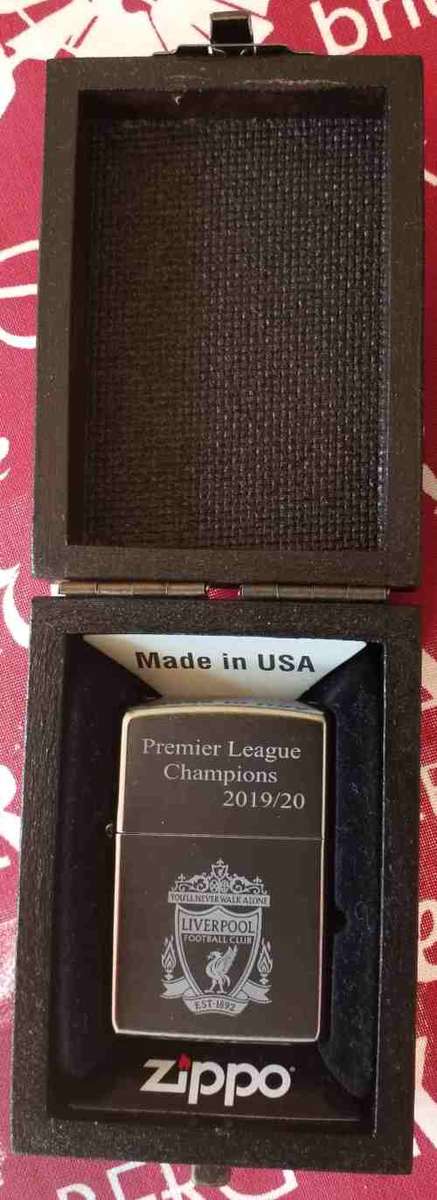 Made in USA
Premier League
Champions
2019/20
YOU'LL NEVER WALK ALONE
LIVERPOOL
FOOTBALL CLUB
EST·1892
zippo